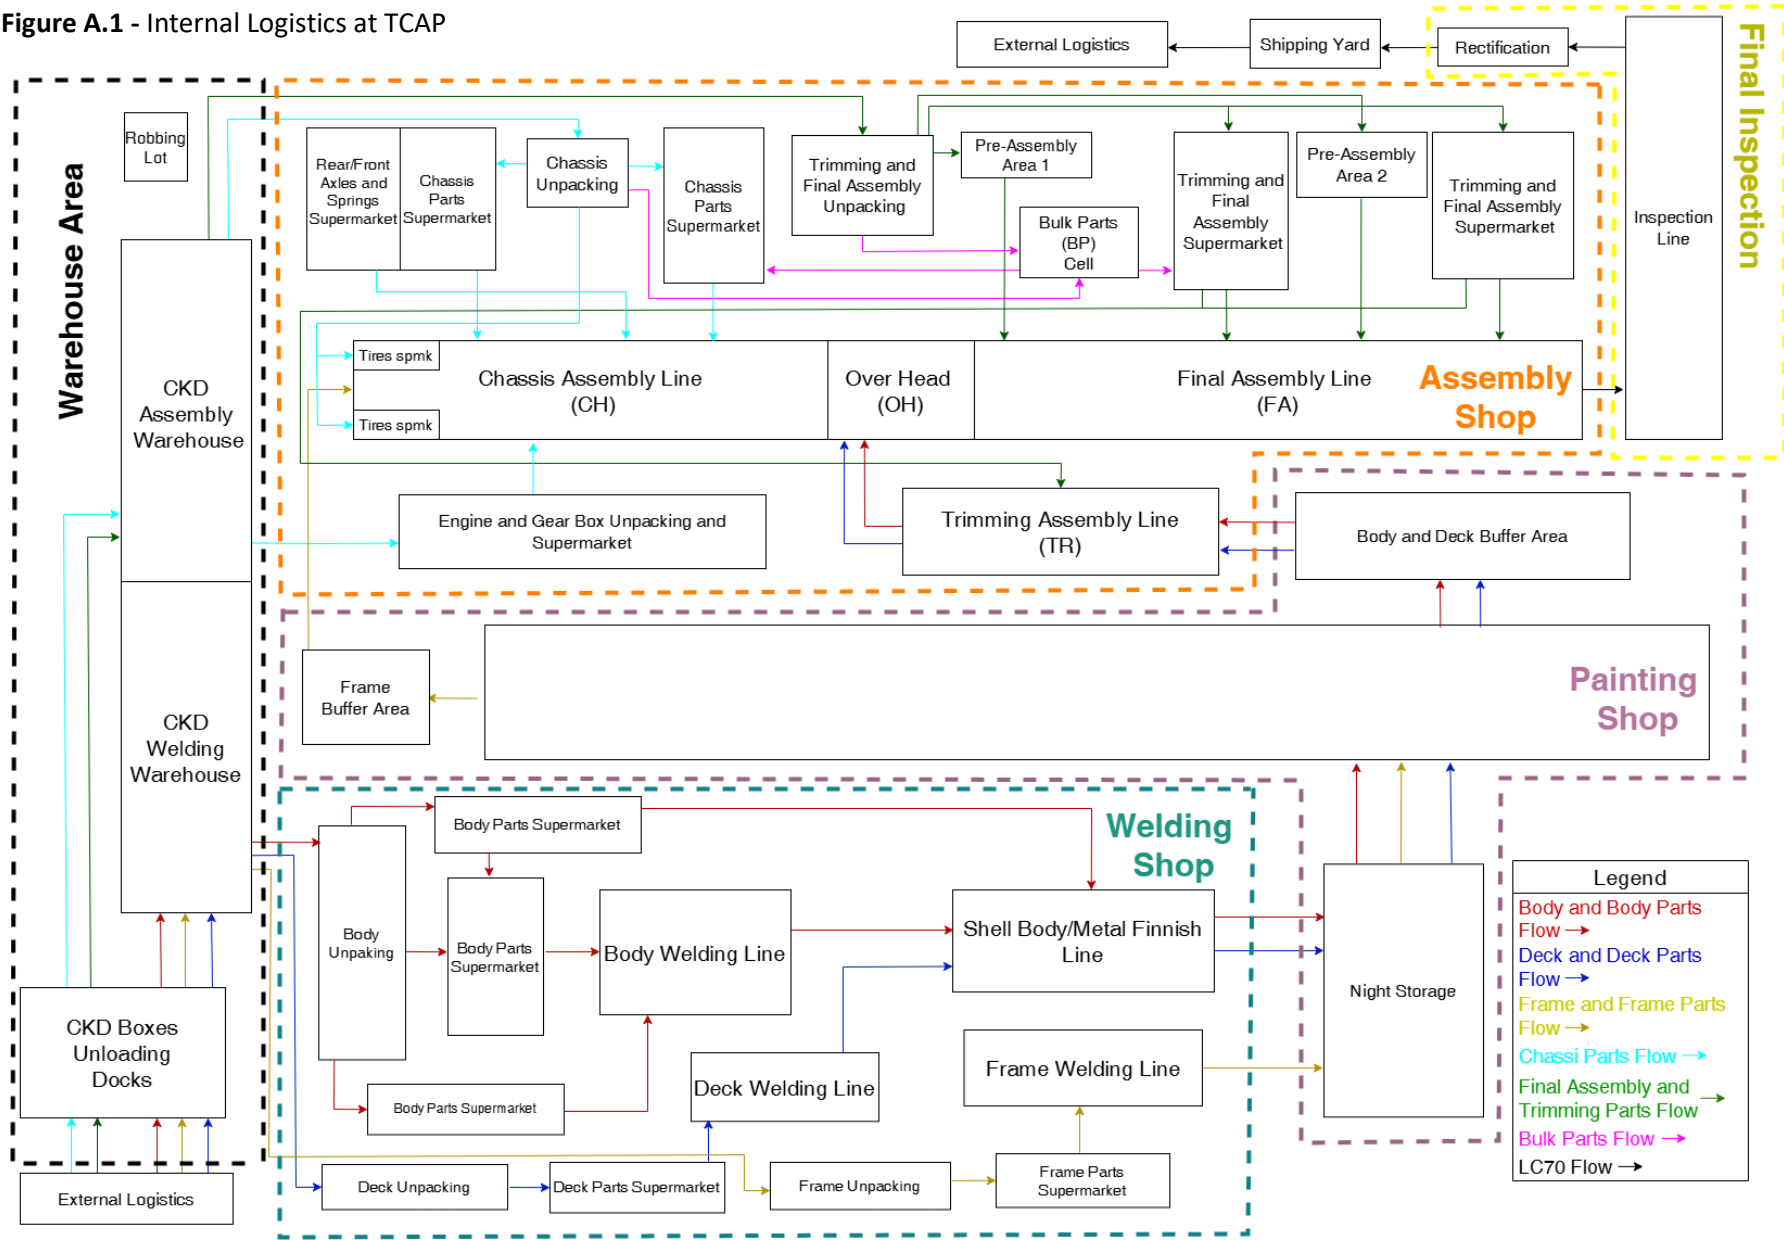 Figure A.1 - Internal Logistics at TCAP
External Logistics
Shipping Yard
Rectification
Final Inspection
Inspection
Line
Warehouse Area
Robbing
Lot
CKD
Assembly
Warehouse
CKD
Welding
Warehouse
CKD Boxes
Unloading
Docks
External Logistics
Rear/Front
Axles and
Springs
Supermarket
Chassis
Parts
Supermarket
Chassis
Unpacking
Chassis
Parts
Supermarket
Trimming and
Final Assembly
Unpacking
Pre-Assembly
Area 1
Bulk Parts
(BP)
Cell
Trimming and
Final
Assembly
Supermarket
Pre-Assembly
Area 2
Trimming and
Final Assembly
Supermarket
Tires spmk
Chassis Assembly Line
(CH)
Tires spmk
Over Head
(OH)
Final Assembly Line
(FA)
Assembly
Shop
Engine and Gear Box Unpacking and
Supermarket
Trimming Assembly Line
(TR)
Body and Deck Buffer Area
Frame
Buffer Area
Painting
Shop
Body Parts Supermarket
Welding
Shop
Body
Unpaking
Body Parts
Supermarket
Body Welding Line
Shell Body/Metal Finnish
Line
Night Storage
Deck Welding Line
Frame Welding Line
Body Parts Supermarket
Deck Unpacking
Deck Parts Supermarket
Frame Unpacking
Frame Parts
Supermarket
Legend
Body and Body Parts
Flow
Deck and Deck Parts
Flow
Frame and Frame Parts
Flow
Chassi Parts Flow
Final Assembly and
Trimming Parts Flow
Bulk Parts Flow
LC70 Flow